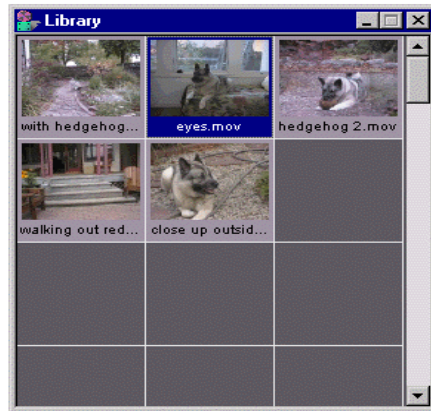 Library
with hedgehog...
eyes.mov
hedgehog 2.mov
walking out red...
close up outsid...